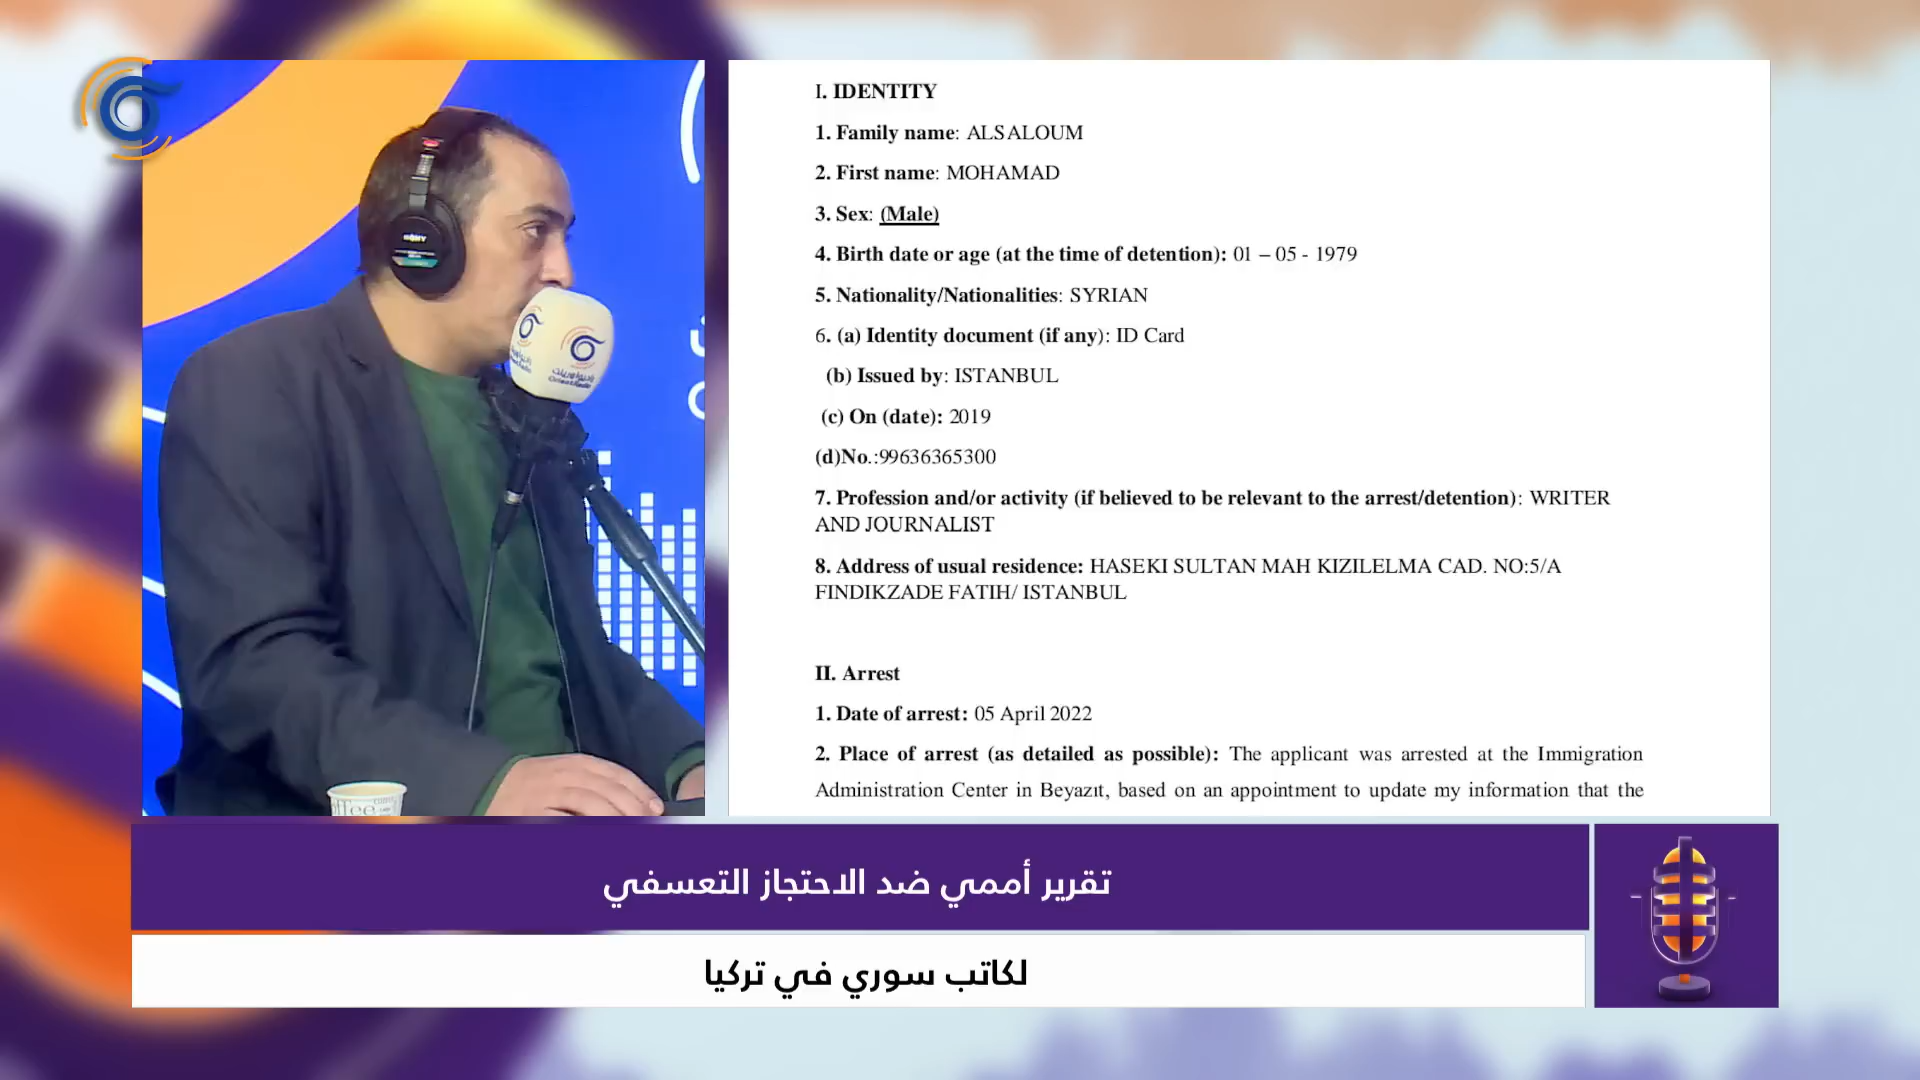 I. IDENTITY
1. Family name: ALSALOUM
2. First name: MOHAMAD
3. Sex: (Male)
4. Birth date or age (at the time of detention): 01 – 05 - 1979
5. Nationality/Nationalities: SYRIAN
6. (a) Identity document (if any): ID Card
(b) Issued by: ISTANBUL
(c) On (date): 2019
(d)No.:99636365300
7. Profession and/or activity (if believed to be relevant to the arrest/detention): WRITER
AND JOURNALIST
8. Address of usual residence: HASEKI SULTAN MAH KIZILELMA CAD. NO:5/A
FINDIKZADE FATIH/ ISTANBUL
II. Arrest
1. Date of arrest: 05 April 2022
2. Place of arrest (as detailed as possible): The applicant was arrested at the Immigration
Administration Center in Beyazıt, based on an appointment to update my information that the
SONY
تقرير أممي ضد الاحتجاز التعسفي
لكاتب سوري في تركيا